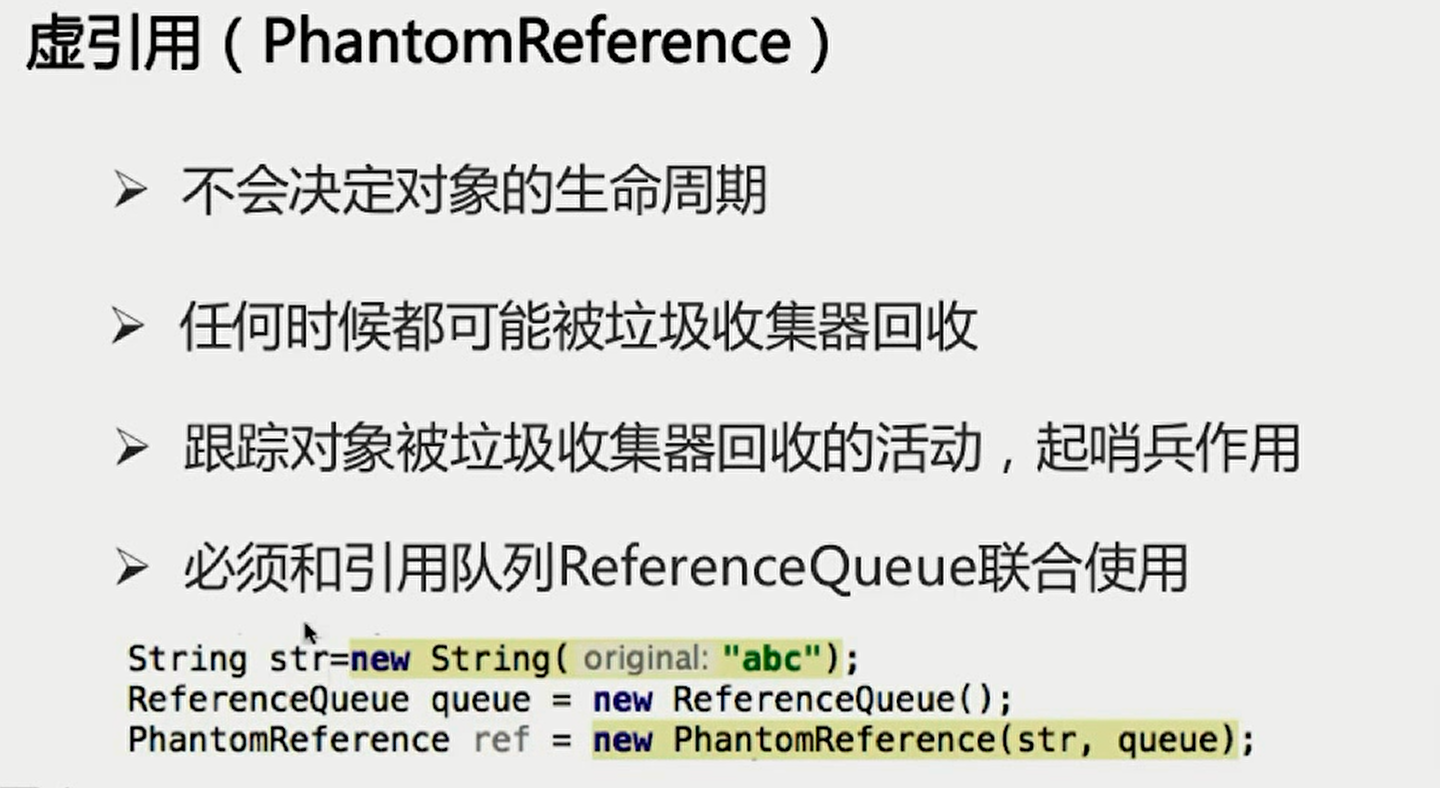 虚引用（PhantomReference）
不会决定对象的生命周期
任何时候都可能被垃圾收集器回收
跟踪对象被垃圾收集器回收的活动，起哨兵作用
必须和引用队列ReferenceQueue联合使用
String str=new String( original: "abc");
ReferenceQueue queue = new ReferenceQueue();
PhantomReference ref = new PhantomReference(str, queue);